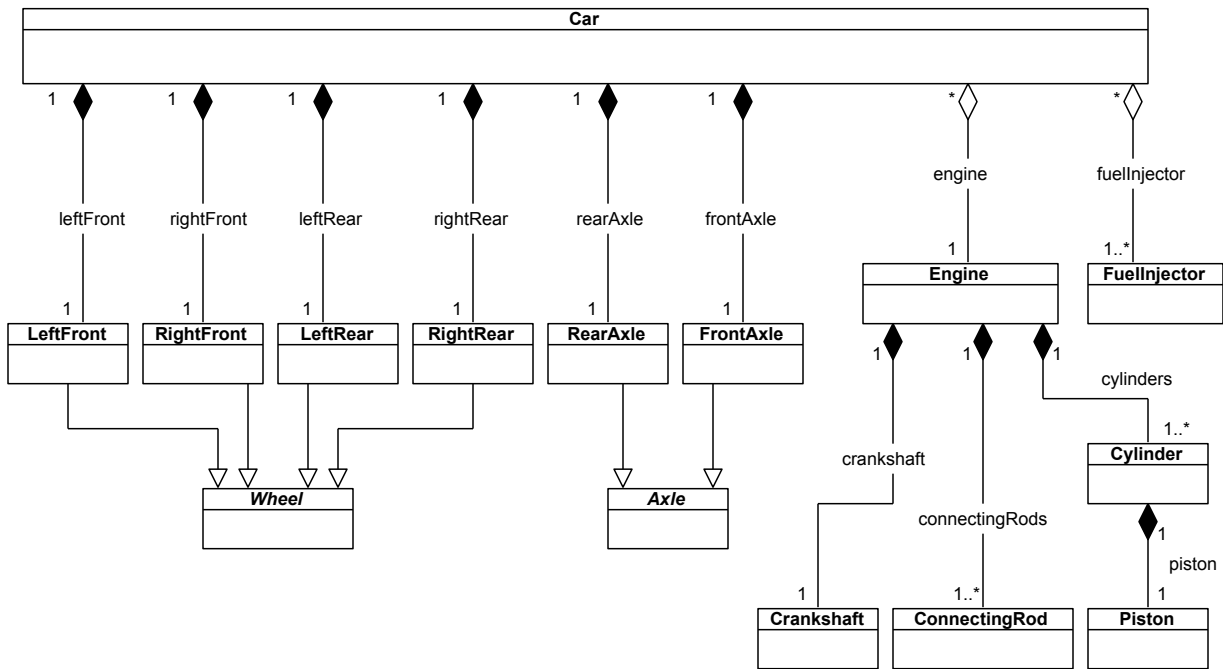 Car
1 1 1 1 1 1 * *
engine fuelInjector
leftFront rightFront leftRear rightRear rearAxle frontAxle
1 1..*
Engine FuelInjector
1 1 1 1 1 1
LeftFront RightFront LeftRear RightRear RearAxle FrontAxle
1 1 1
cylinders
1..*
crankshaft Cylinder
Wheel Axle
connectingRods 1
piston
1 1..* 1
Crankshaft ConnectingRod Piston